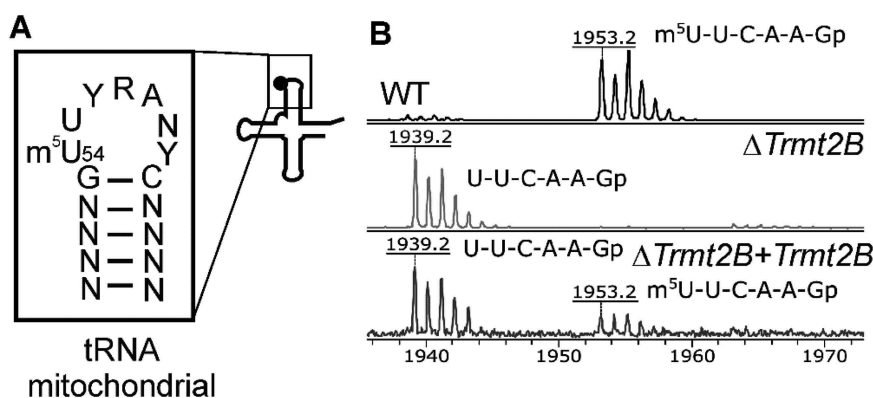 A
Y R A
U N
m⁵U₅₄ Y
G – C
N – N
N – N
N – N
N – N
tRNA
mitochondrial
B
1953.2 m⁵U-U-C-A-A-Gp
WT
1939.2 ΔTrmt2B
U-U-C-A-A-Gp
1939.2 U-U-C-A-A-Gp ΔTrmt2B+Trmt2B
1953.2 m⁵U-U-C-A-A-Gp
1940 1950 1960 1970